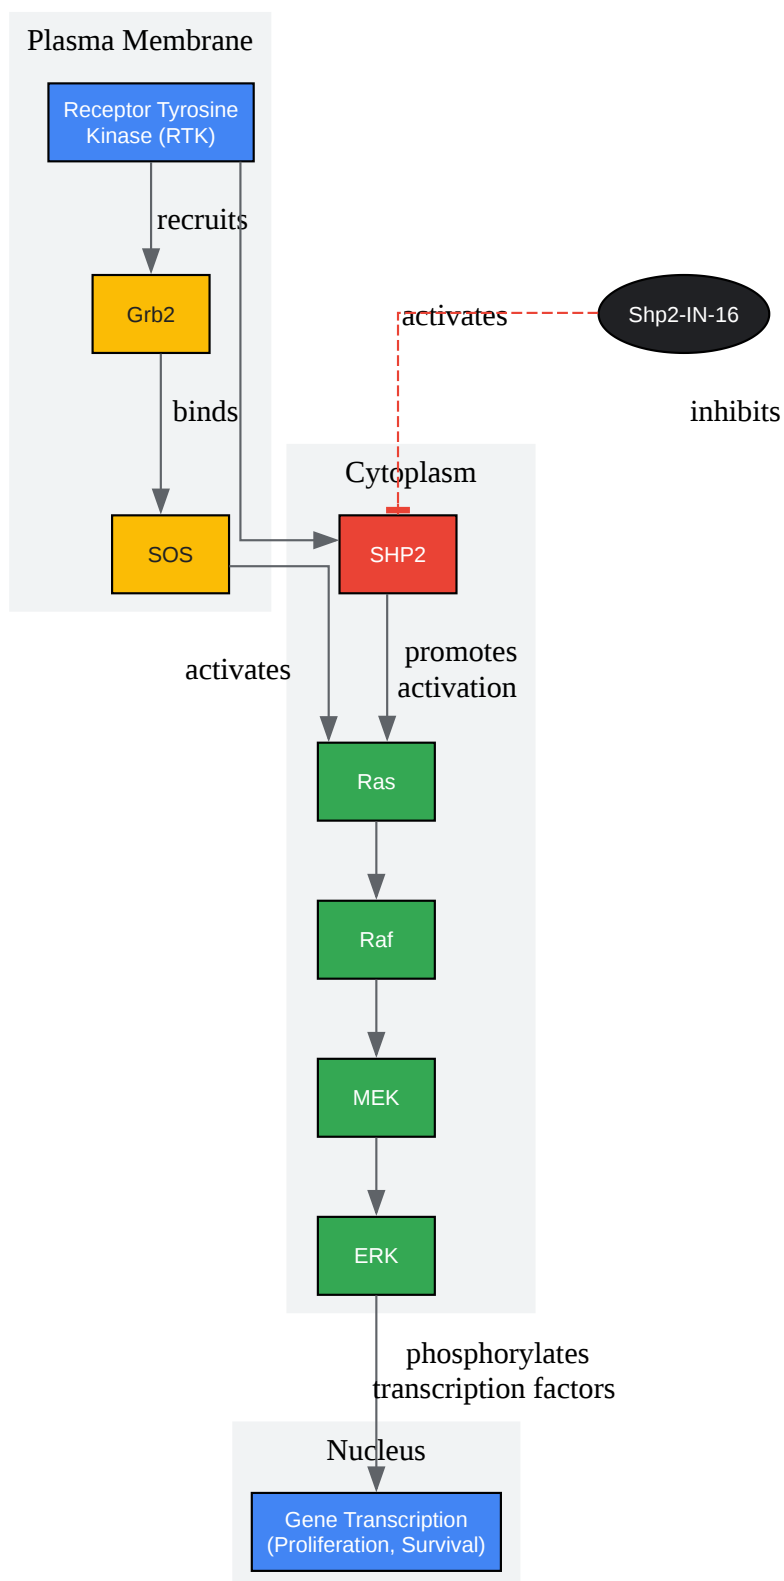 Plasma Membrane
Receptor Tyrosine
Kinase (RTK)
recruits
Grb2
activates
Shp2-IN-16
binds
inhibits
Cytoplasm
SOS
SHP2
activates
promotes
activation
Ras
Raf
MEK
ERK
phosphorylates
transcription factors
Nucleus
Gene Transcription
(Proliferation, Survival)